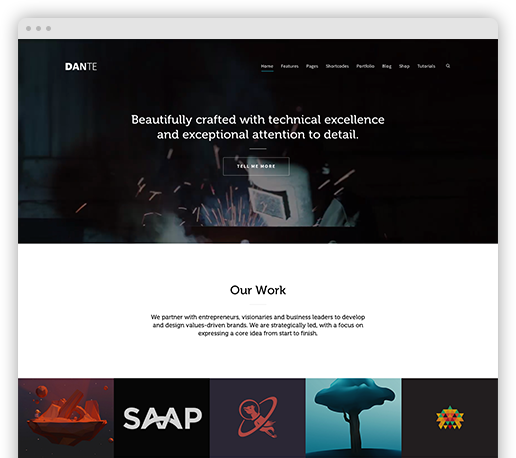 DANTE
Home Features Pages Shortcodes Portfolio Blog Shop Tutorials
Beautifully crafted with technical excellence
and exceptional attention to detail.
TELL ME MORE
Our Work
We partner with entrepreneurs, visionaries and business leaders to develop
and design values-driven brands. We are strategically led, with a focus on
expressing a core idea from start to finish.
SAAP